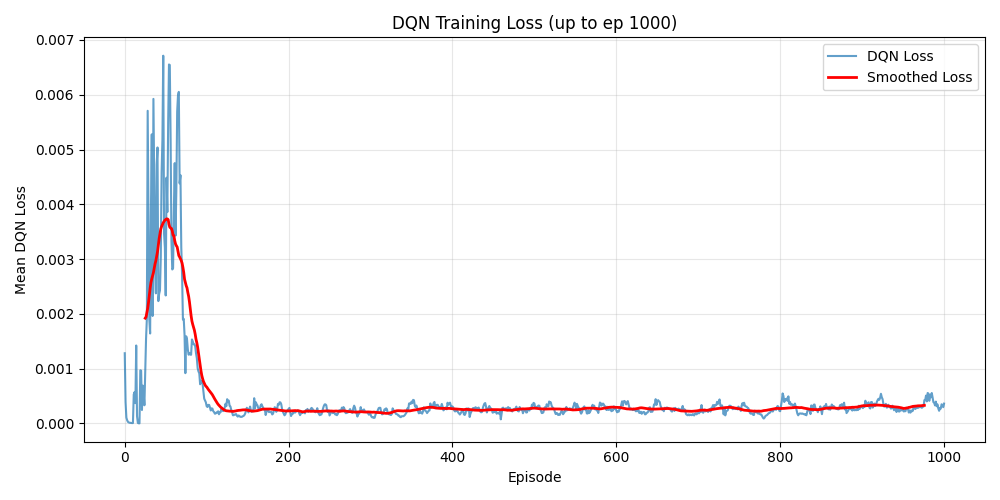 DQN Training Loss (up to ep 1000)
DQN Loss
Smoothed Loss
Mean DQN Loss
0.007
0.006
0.005
0.004
0.003
0.002
0.001
0.000
0 200 400 600 800 1000
Episode